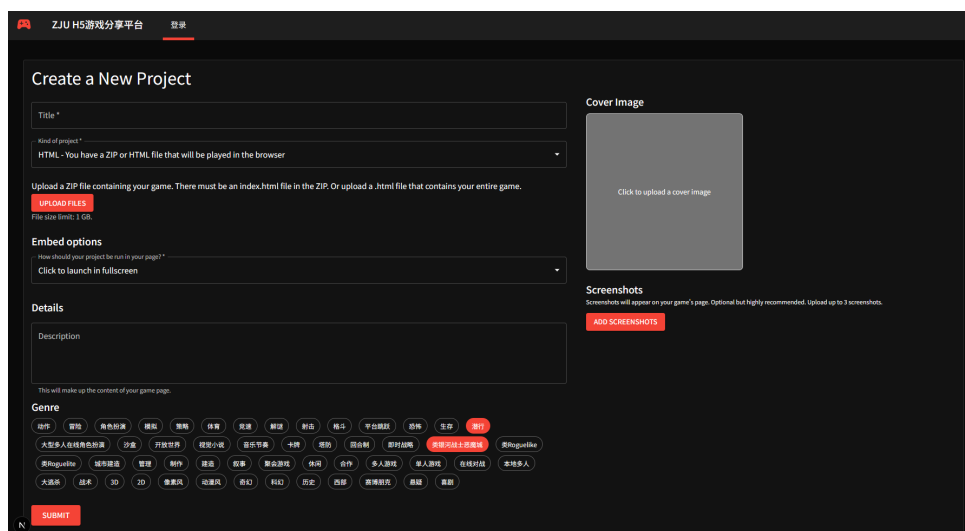 ZJU H5游戏分享平台 登录
Create a New Project
Title *
Kind of project *
HTML - You have a ZIP or HTML file that will be played in the browser
Upload a ZIP file containing your game. There must be an index.html file in the ZIP. Or upload a .html file that contains your entire game.
UPLOAD FILES
File size limit: 1 GB.
Embed options
How should your project be run in your page? *
Click to launch in fullscreen
Details
Description
This will make up the content of your game page.
Genre
动作 冒险 角色扮演 模拟 策略 体育 竞速 解谜 射击 格斗 平台跳跃 恐怖 生存 潜行
大型多人在线角色扮演 沙盒 开放世界 视觉小说 音乐节奏 卡牌 塔防 回合制 即时战略 类银河战士恶魔城 类Roguelike
类Roguelite 城市建造 管理 制作 建造 叙事 聚会游戏 休闲 合作 多人游戏 单人游戏 在线对战 本地多人
大逃杀 战术 3D 2D 像素风 动漫风 奇幻 科幻 历史 西部 赛博朋克 悬疑 喜剧
SUBMIT
N
Cover Image
Click to upload a cover image
Screenshots
Screenshots will appear on your game's page. Optional but highly recommended. Upload up to 3 screenshots.
ADD SCREENSHOTS